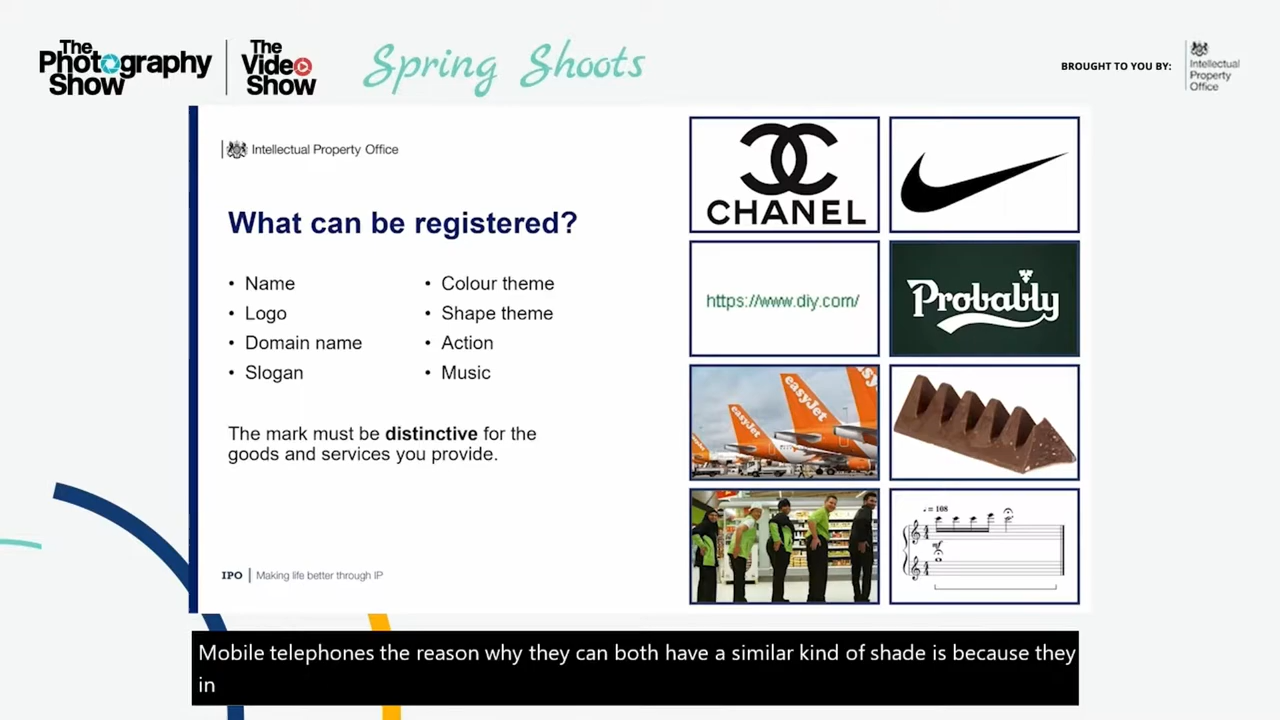 The Photography Show
The Video Show
Spring Shoots
BROUGHT TO YOU BY:
Intellectual Property Office
Intellectual Property Office
What can be registered?
• Name
• Logo
• Domain name
• Slogan
• Colour theme
• Shape theme
• Action
• Music
The mark must be distinctive for the
goods and services you provide.
IPO | Making life better through IP
CHANEL
https://www.diy.com/
Probably
easyJet
easyJet
♩ = 108
mf
Mobile telephones the reason why they can both have a similar kind of shade is because they
in